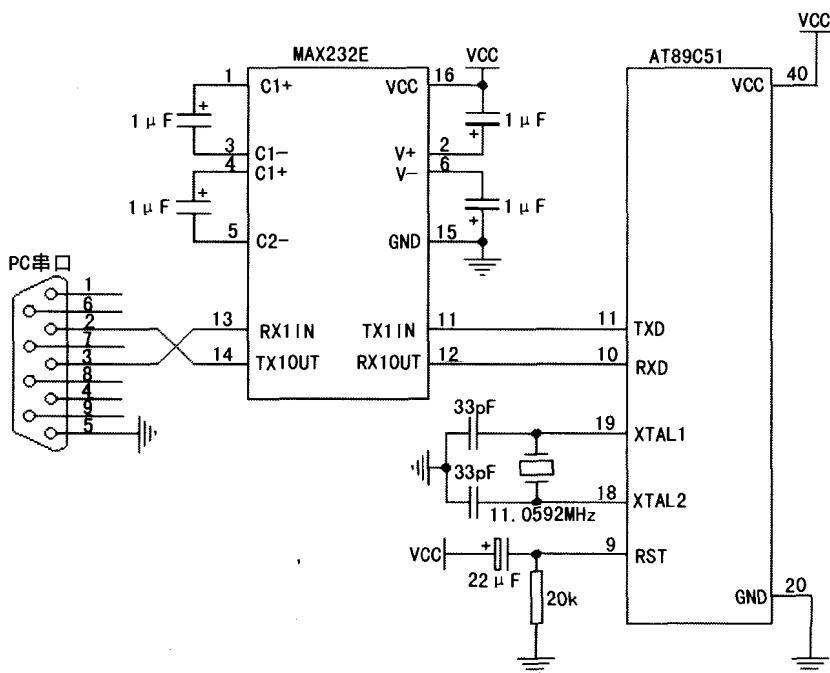 MAX232E
VCC
AT89C51
VCC
1
C1+
VCC
16
VCC
40
1μF
1μF
3
C1-
V+
2
4
C1+
V-
6
1μF
1μF
5
C2-
GND
15
PC串口
1
6
2
7
3
8
4
9
5
13
RX1IN
TX1IN
11
11
TXD
14
TX1OUT
RX1OUT
12
10
RXD
33pF
19
XTAL1
33pF
18
XTAL2
11.0592MHz
VCC
+
9
RST
22μF
20k
GND
20